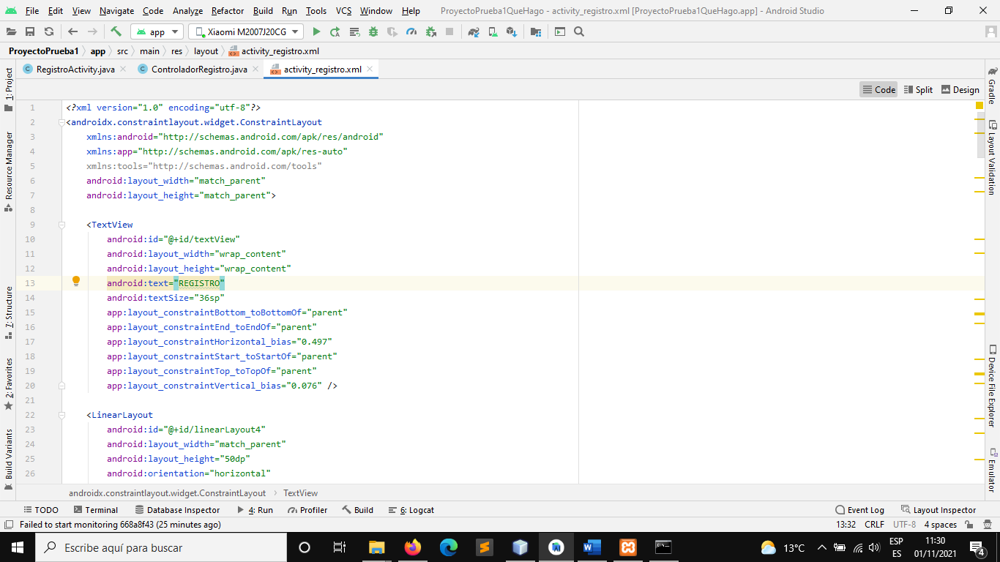 File Edit View Navigate Code Analyze Refactor Build Run Tools VCS Window Help ProyectoPrueba1QueHago - activity_registro.xml [ProyectoPrueba1QueHago.app] - Android Studio
app Xiaomi M2007J20CG
ProyectoPrueba1 app src main res layout activity_registro.xml
RegistroActivity.java ControladorRegistro.java activity_registro.xml
Code Split Design
1: Project
Resource Manager
7: Structure
2: Favorites
Build Variants
1 <?xml version="1.0" encoding="utf-8"?>
2 <androidx.constraintlayout.widget.ConstraintLayout
3 xmlns:android="http://schemas.android.com/apk/res/android"
4 xmlns:app="http://schemas.android.com/apk/res-auto"
5 xmlns:tools="http://schemas.android.com/tools"
6 android:layout_width="match_parent"
7 android:layout_height="match_parent">
8
9 <TextView
10 android:id="@+id/textView"
11 android:layout_width="wrap_content"
12 android:layout_height="wrap_content"
13 android:text="REGISTRO"
14 android:textSize="36sp"
15 app:layout_constraintBottom_toBottomOf="parent"
16 app:layout_constraintEnd_toEndOf="parent"
17 app:layout_constraintHorizontal_bias="0.497"
18 app:layout_constraintStart_toStartOf="parent"
19 app:layout_constraintTop_toTopOf="parent"
20 app:layout_constraintVertical_bias="0.076" />
21
22 <LinearLayout
23 android:id="@+id/linearLayout4"
24 android:layout_width="match_parent"
25 android:layout_height="50dp"
26 android:orientation="horizontal"
Gradle
Layout Validation
Device File Explorer
Emulator
androidx.constraintlayout.widget.ConstraintLayout TextView
TODO Terminal Database Inspector 4: Run Profiler Build 6: Logcat Event Log Layout Inspector
Failed to start monitoring 668a8f43 (25 minutes ago) 13:32 CRLF UTF-8 4 spaces
Escribe aquí para buscar 13°C ESP 11:30
ES 01/11/2021 4